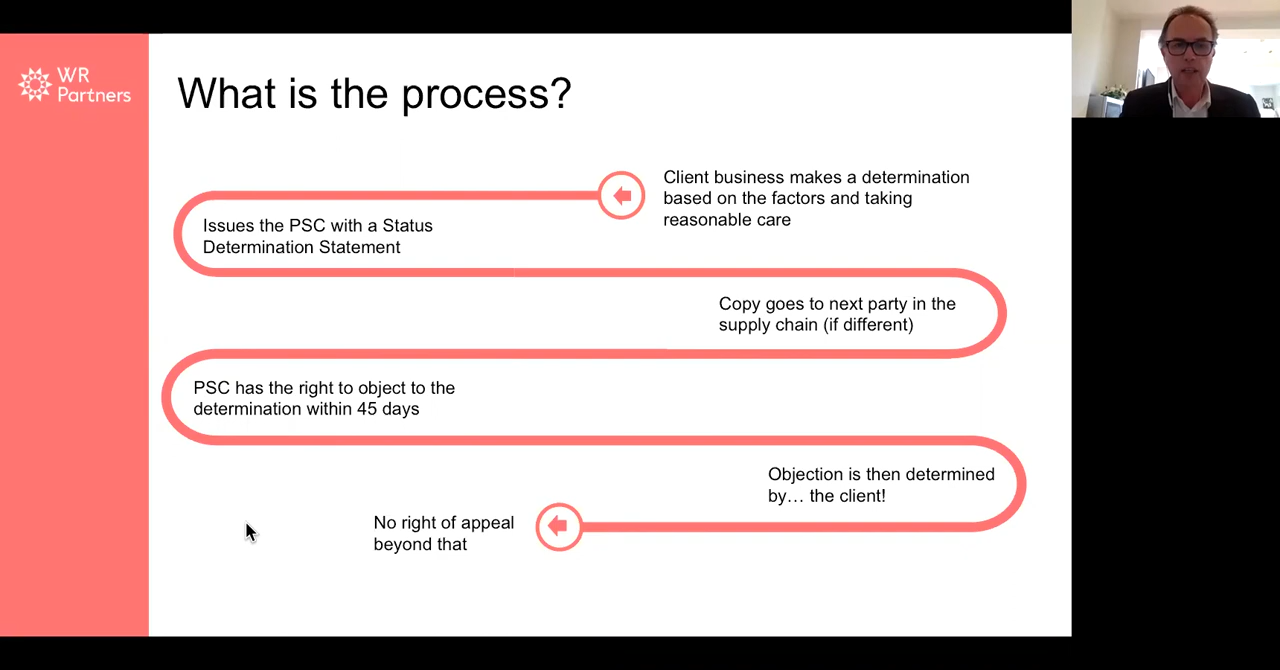 WR
Partners
What is the process?
Client business makes a determination
based on the factors and taking
reasonable care
Issues the PSC with a Status
Determination Statement
Copy goes to next party in the
supply chain (if different)
PSC has the right to object to the
determination within 45 days
Objection is then determined
by… the client!
No right of appeal
beyond that